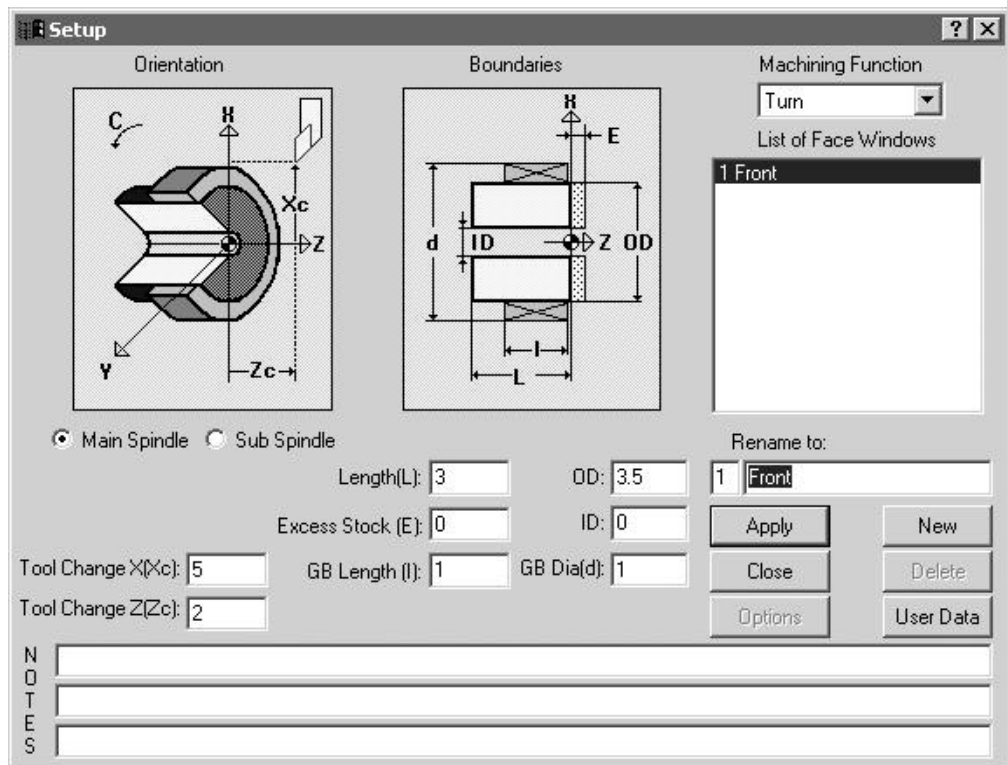 Setup
? X
Orientation
Boundaries
Machining Function
C
X
Xc
Z
Y
Zc
X
E
d
ID
Z
OD
l
L
Turn
List of Face Windows
1 Front
Main Spindle
Sub Spindle
Rename to:
Length(L): 3
OD: 3.5
1 Front
Excess Stock (E): 0
ID: 0
Apply
New
Tool Change X(Xc): 5
GB Length (l): 1
GB Dia(d): 1
Close
Delete
Tool Change Z(Zc): 2
Options
User Data
NOTES